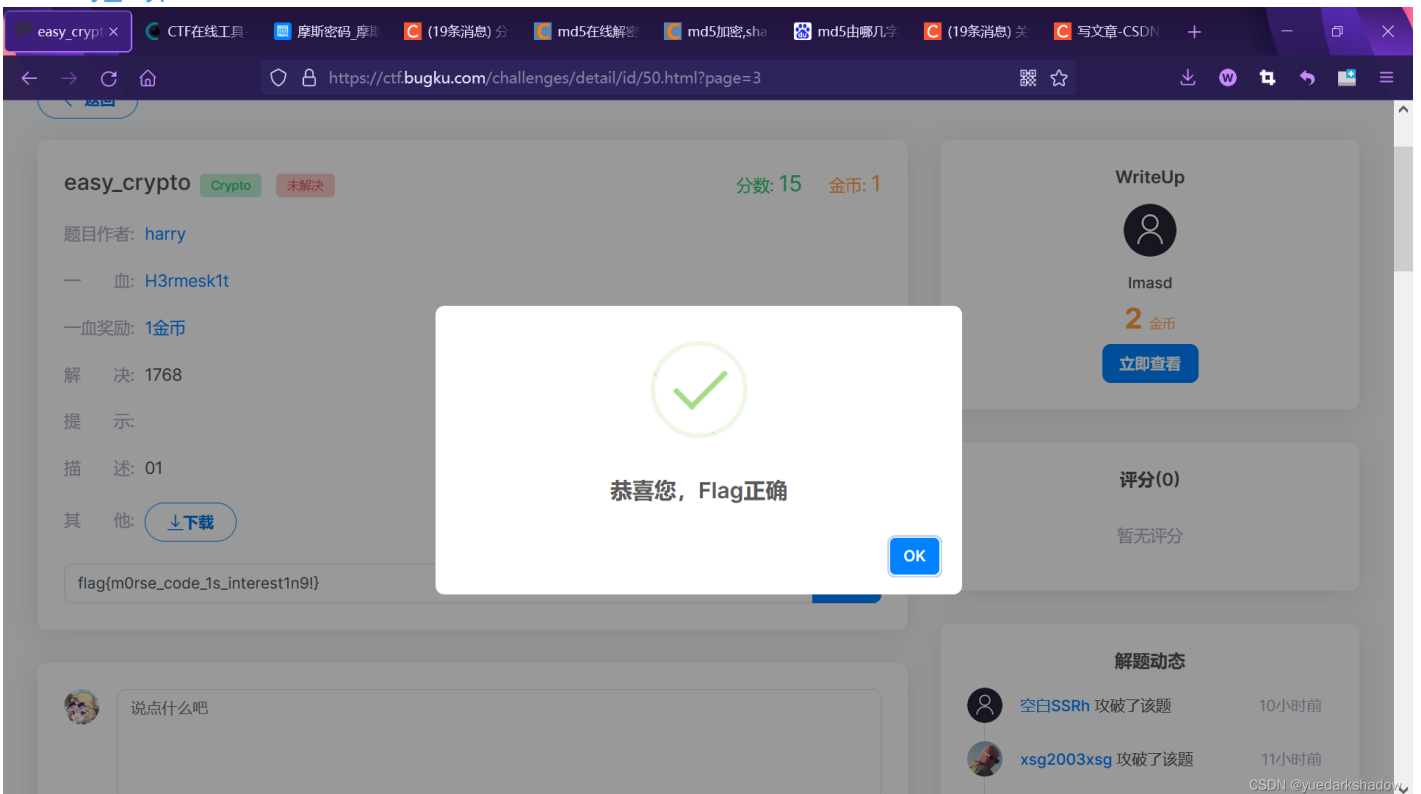 easy_crypt
CTF在线工具
摩斯密码_摩斯
(19条消息) 分
md5在线解密
md5加密,sha
md5由哪几字
(19条消息) 关
写文章-CSDN
https://ctf.bugku.com/challenges/detail/id/50.html?page=3
返回
easy_crypto Crypto 未解决 分数: 15 金币: 1
题目作者: harry
一 血: H3rmesk1t
一血奖励: 1金币
解 决: 1768
提 示:
描 述: 01
其 他: 下载
flag{m0rse_code_1s_interest1n9!}
恭喜您，Flag正确
OK
说点什么吧
WriteUp
lmasd
2 金币
立即查看
评分(0)
暂无评分
解题动态
空白SSRh 攻破了该题 10小时前
xsg2003xsg 攻破了该题 11小时前
CSDN @yuedarkshadow